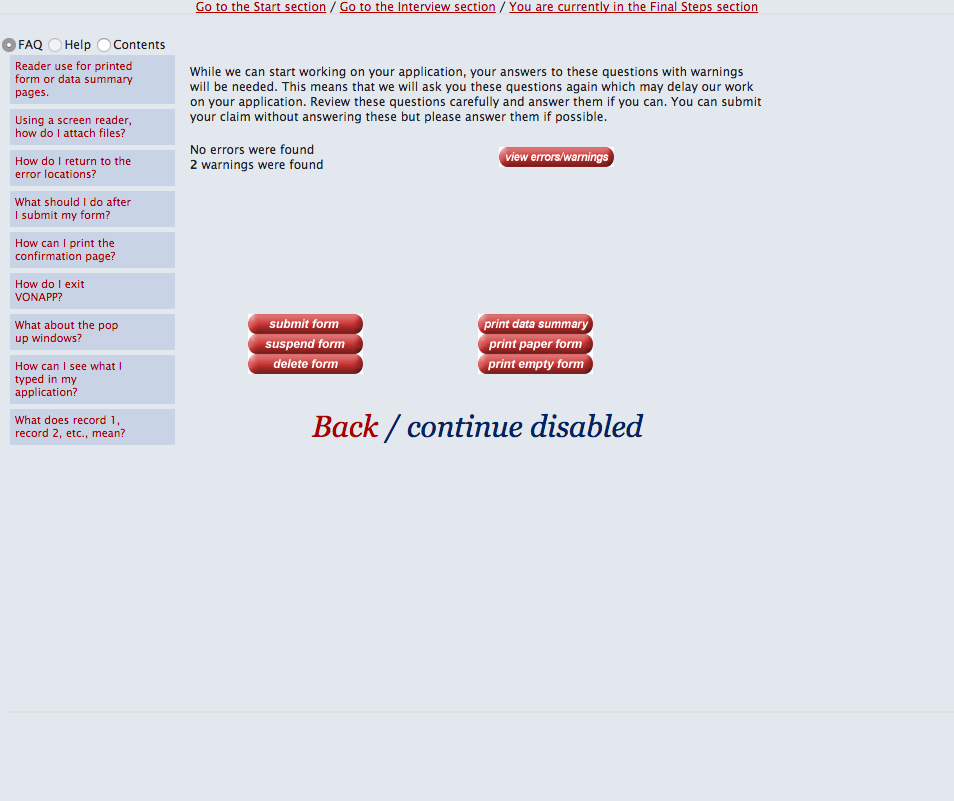 Go to the Start section / Go to the Interview section / You are currently in the Final Steps section
FAQ Help Contents
Reader use for printed
form or data summary
pages.
Using a screen reader,
how do I attach files?
How do I return to the
error locations?
What should I do after
I submit my form?
How can I print the
confirmation page?
How do I exit
VONAPP?
What about the pop
up windows?
How can I see what I
typed in my
application?
What does record 1,
record 2, etc., mean?
While we can start working on your application, your answers to these questions with warnings
will be needed. This means that we will ask you these questions again which may delay our work
on your application. Review these questions carefully and answer them if you can. You can submit
your claim without answering these but please answer them if possible.
No errors were found
2 warnings were found
view errors/warnings
submit form
suspend form
delete form
print data summary
print paper form
print empty form
Back / continue disabled